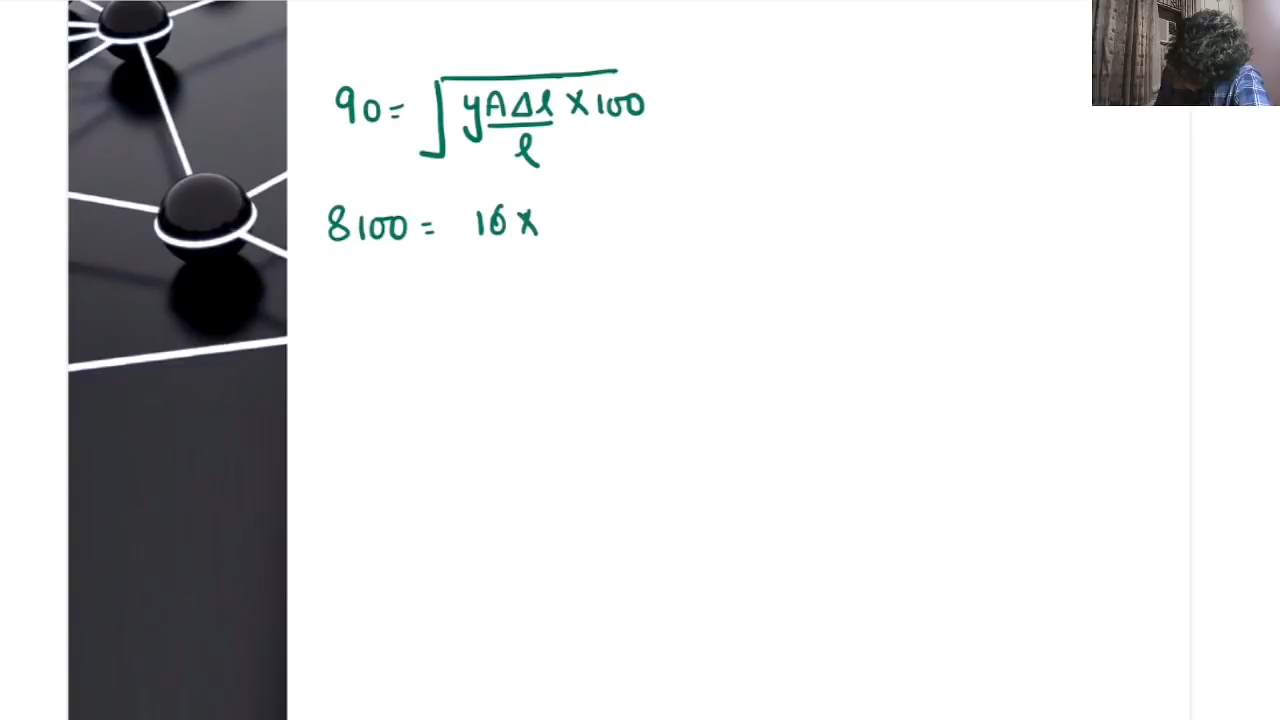 90 = √(yAΔl/l × 100)
8100 = 16 ×